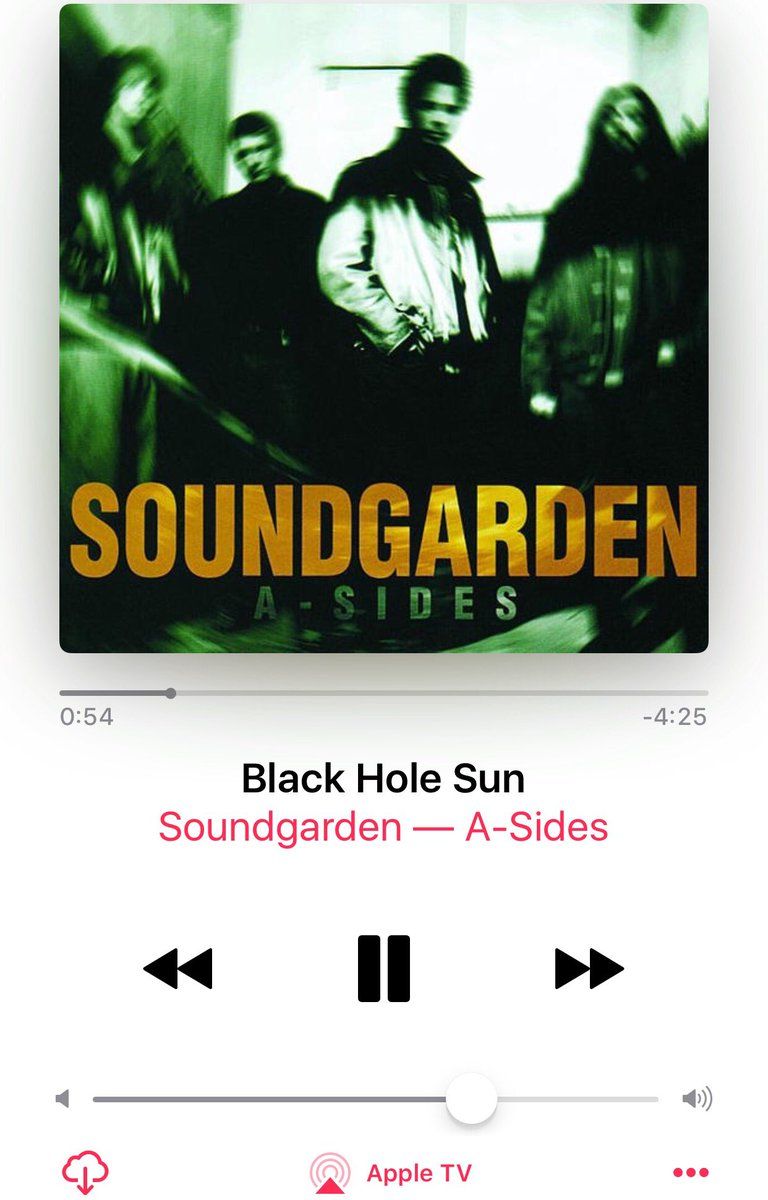 SOUNDGARDEN
A-SIDES
0:54 -4:25
Black Hole Sun
Soundgarden — A-Sides
Apple TV